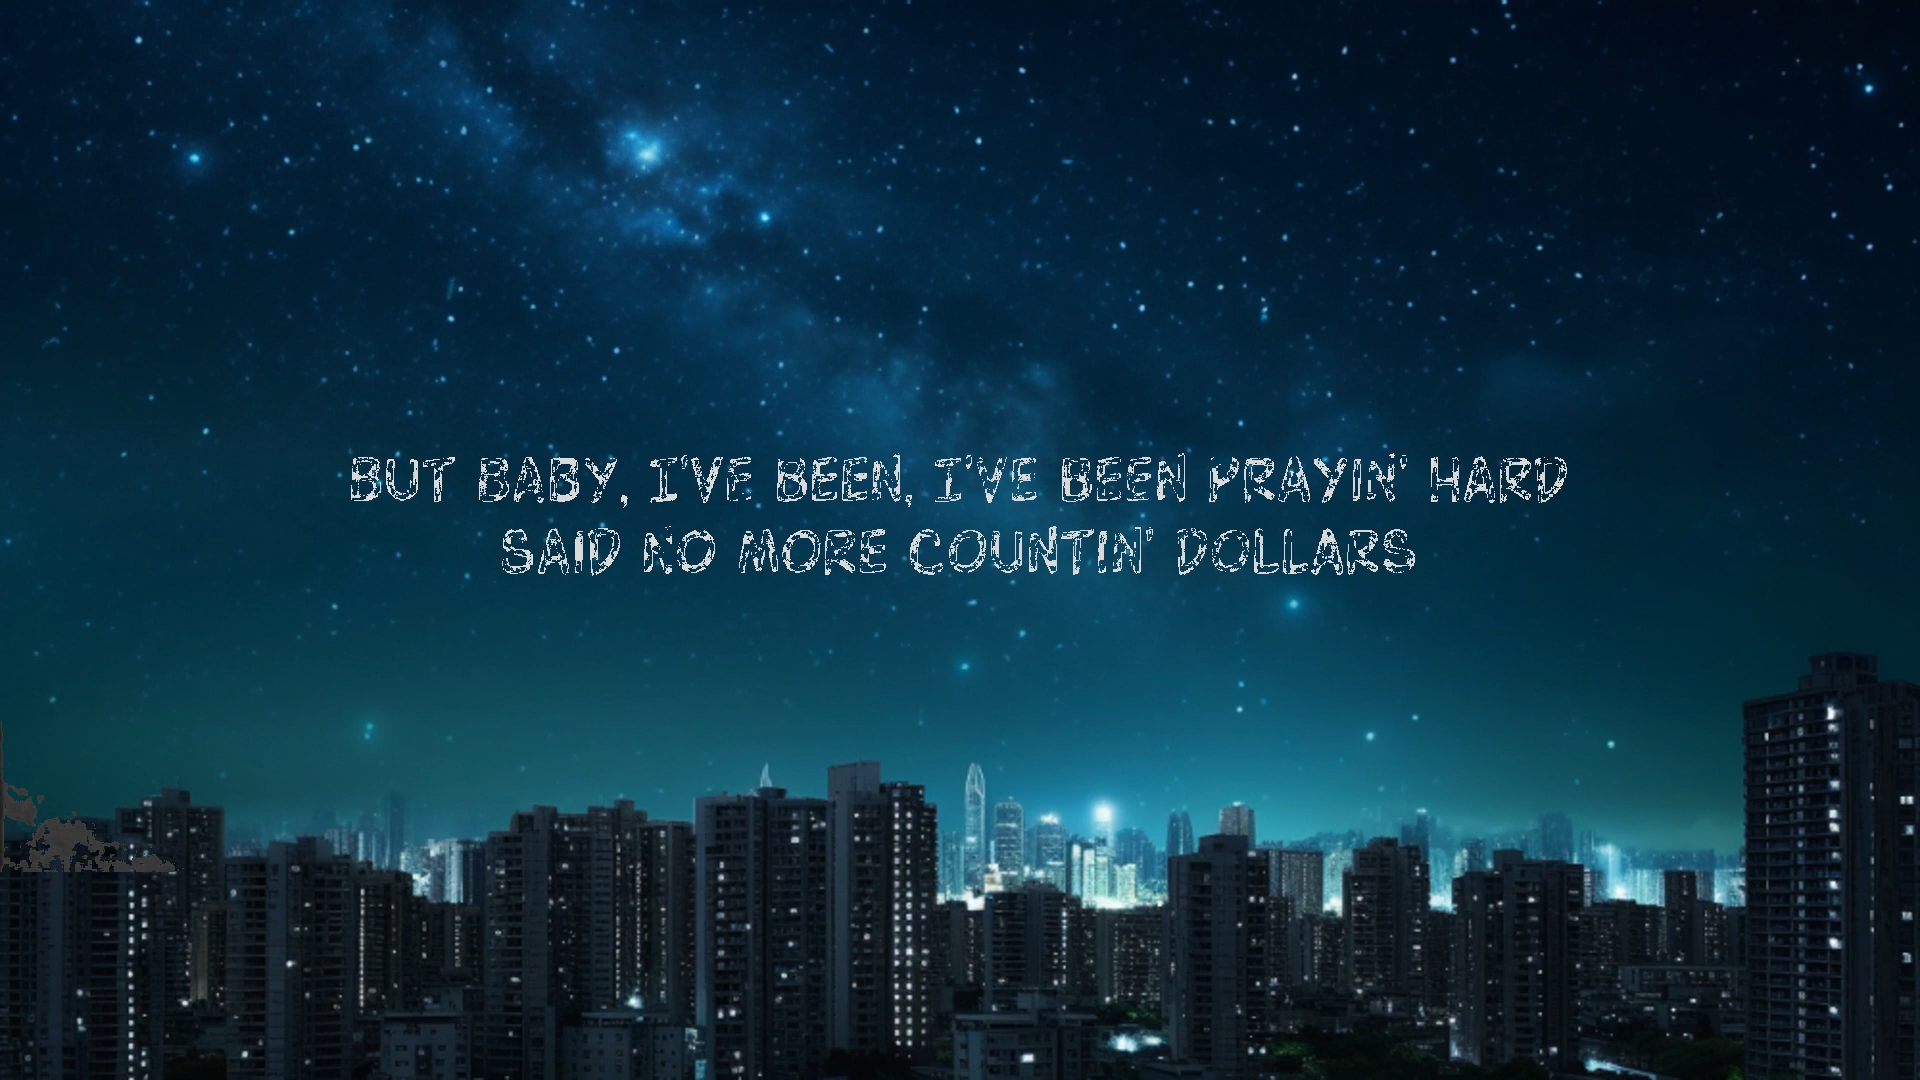 BUT BABY, I'VE BEEN, I'VE BEEN PRAYIN' HARD
SAID NO MORE COUNTIN' DOLLARS